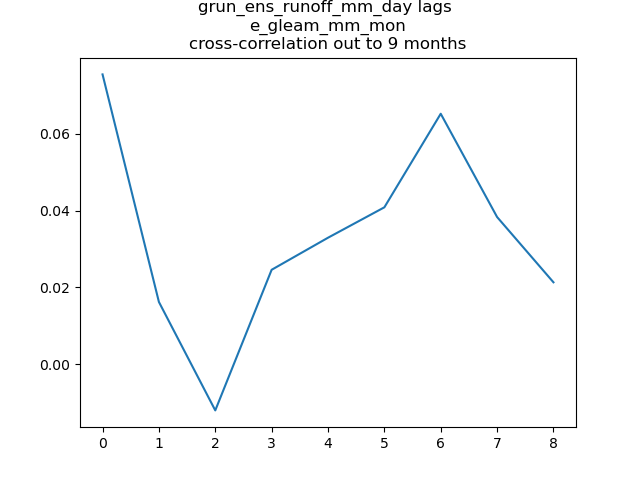 grun_ens_runoff_mm_day lags
e_gleam_mm_mon
cross-correlation out to 9 months
0.06
0.04
0.02
0.00
0 1 2 3 4 5 6 7 8